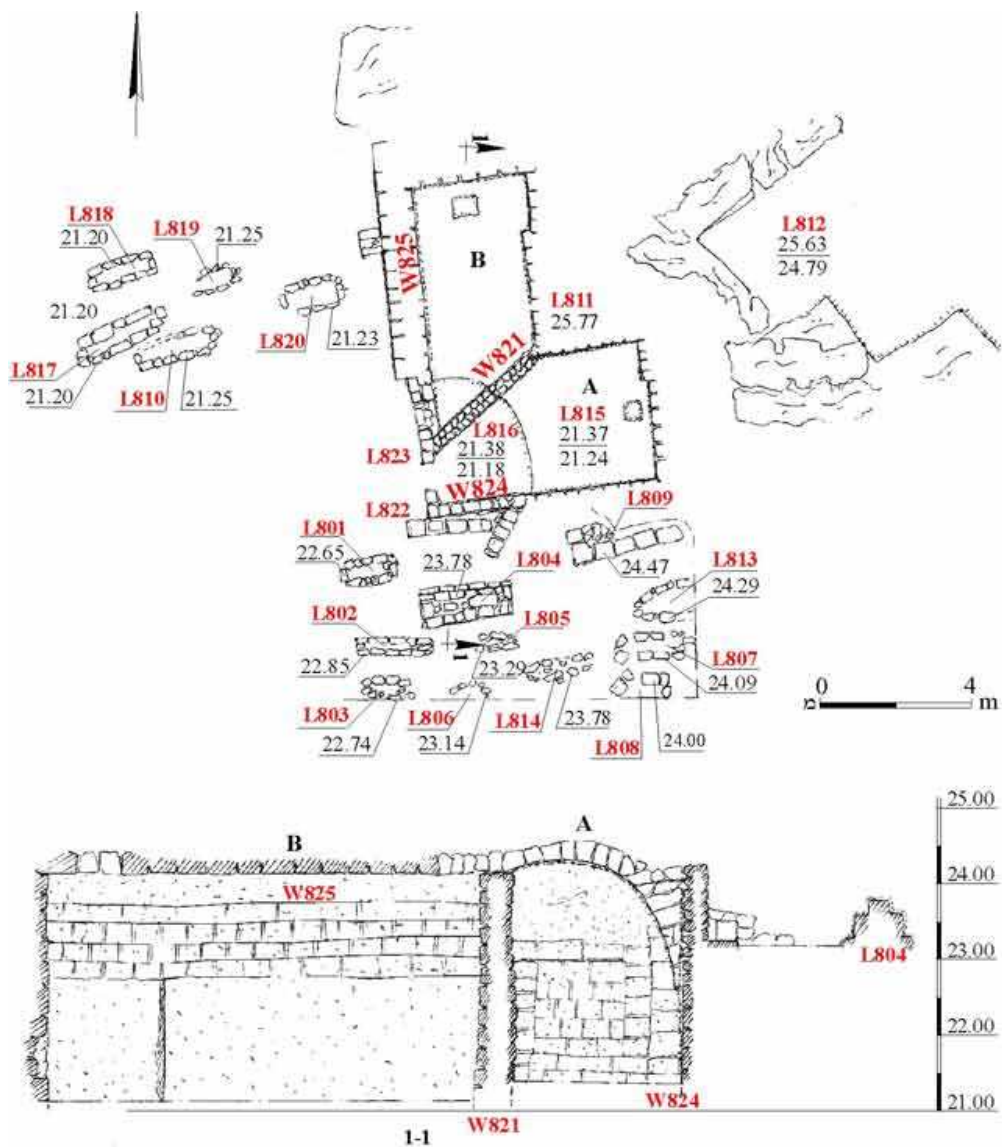 1
L818
21.20
L819
21.25
B
L812
25.63
24.79
W825
L811
25.77
21.20
L820
21.23
L817
21.20
L810
21.25
W821
A
L815
21.37
21.24
L816
21.38
21.18
L823
W824
L822
L809
L801
22.65
23.78
L804
24.47
L813
24.29
L802
22.85
L805
1
23.29
L807
24.09
0 4
מ m
L803
22.74
L806
23.14
L814
23.78
L808
24.00
25.00
B
A
24.00
W825
23.00
L804
22.00
W824
21.00
W821
1-1